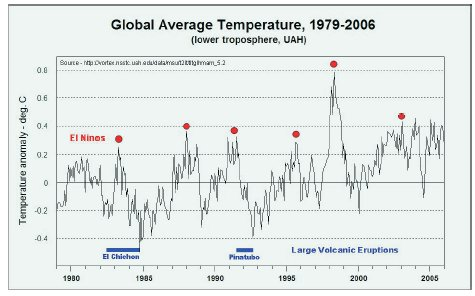 Global Average Temperature, 1979-2006
(lower troposphere, UAH)
Source - http://vortex.nsstc.uah.edu/data/msu/t2lt/tltglhmam_5.2
Temperature anomaly - deg. C
0.8
0.6
0.4
0.2
0
-0.2
-0.4
El Ninos
El Chichon
Pinatubo
Large Volcanic Eruptions
1980
1985
1990
1995
2000
2005